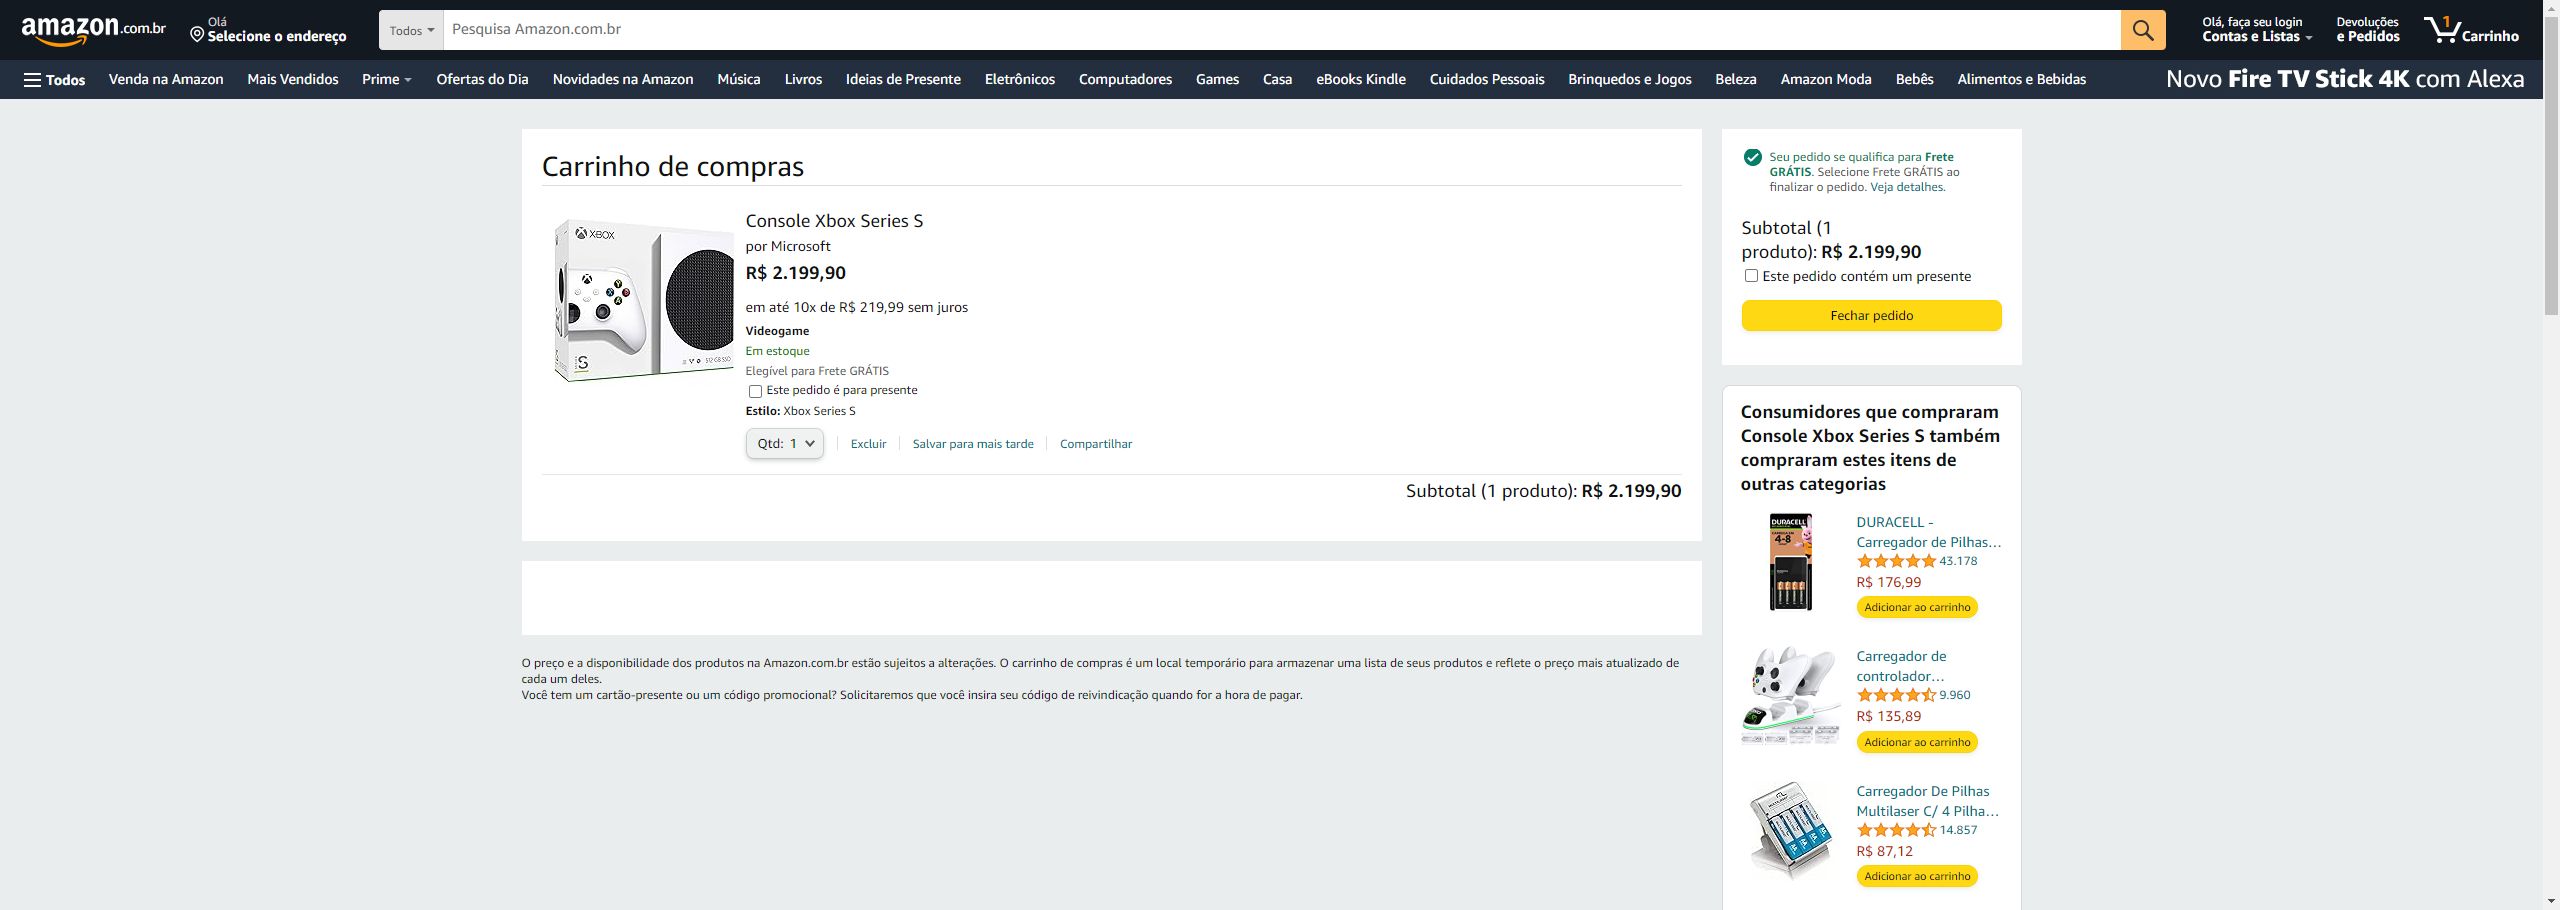 amazon.com.br
Olá
Selecione o endereço
Todos
Pesquisa Amazon.com.br
Olá, faça seu login
Contas e Listas
Devoluções
e Pedidos
1
Carrinho
Todos
Venda na Amazon
Mais Vendidos
Prime
Ofertas do Dia
Novidades na Amazon
Música
Livros
Ideias de Presente
Eletrônicos
Computadores
Games
Casa
eBooks Kindle
Cuidados Pessoais
Brinquedos e Jogos
Beleza
Amazon Moda
Bebês
Alimentos e Bebidas
Novo Fire TV Stick 4K com Alexa
Carrinho de compras
XBOX
S
512 GB SSD
Console Xbox Series S
por Microsoft
R$ 2.199,90
em até 10x de R$ 219,99 sem juros
Videogame
Em estoque
Elegível para Frete GRÁTIS
Este pedido é para presente
Estilo: Xbox Series S
Qtd: 1
Excluir
Salvar para mais tarde
Compartilhar
Subtotal (1 produto): R$ 2.199,90
O preço e a disponibilidade dos produtos na Amazon.com.br estão sujeitos a alterações. O carrinho de compras é um local temporário para armazenar uma lista de seus produtos e reflete o preço mais atualizado de
cada um deles.
Você tem um cartão-presente ou um código promocional? Solicitaremos que você insira seu código de reivindicação quando for a hora de pagar.
Seu pedido se qualifica para Frete
GRÁTIS. Selecione Frete GRÁTIS ao
finalizar o pedido. Veja detalhes.
Subtotal (1
produto): R$ 2.199,90
Este pedido contém um presente
Fechar pedido
Consumidores que compraram
Console Xbox Series S também
compraram estes itens de
outras categorias
DURACELL
4-8
DURACELL -
Carregador de Pilhas…
43.178
R$ 176,99
Adicionar ao carrinho
Carregador de
controlador…
9.960
R$ 135,89
Adicionar ao carrinho
Carregador De Pilhas
Multilaser C/ 4 Pilha…
14.857
R$ 87,12
Adicionar ao carrinho